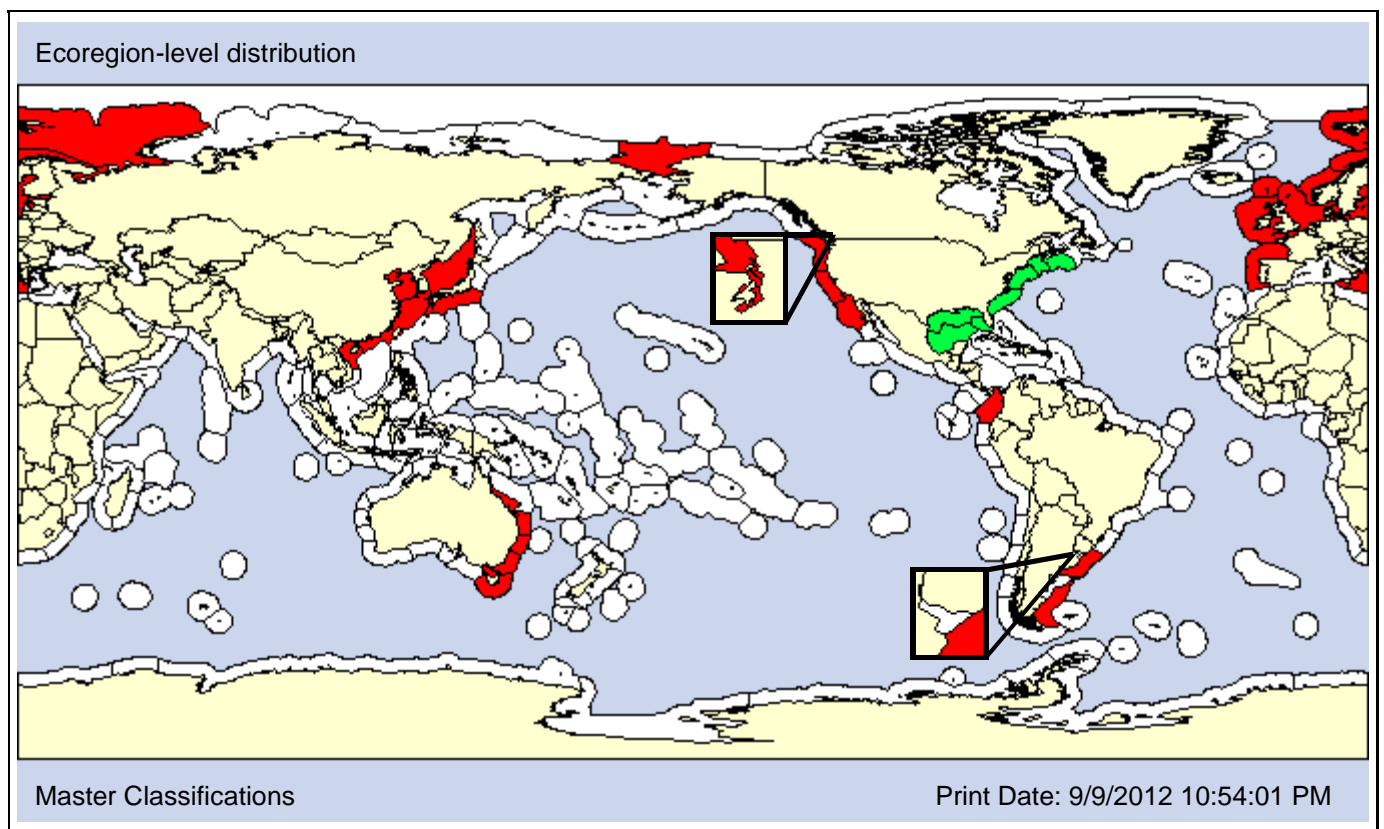 Ecoregion-level distribution
Master Classifications
Print Date: 9/9/2012 10:54:01 PM